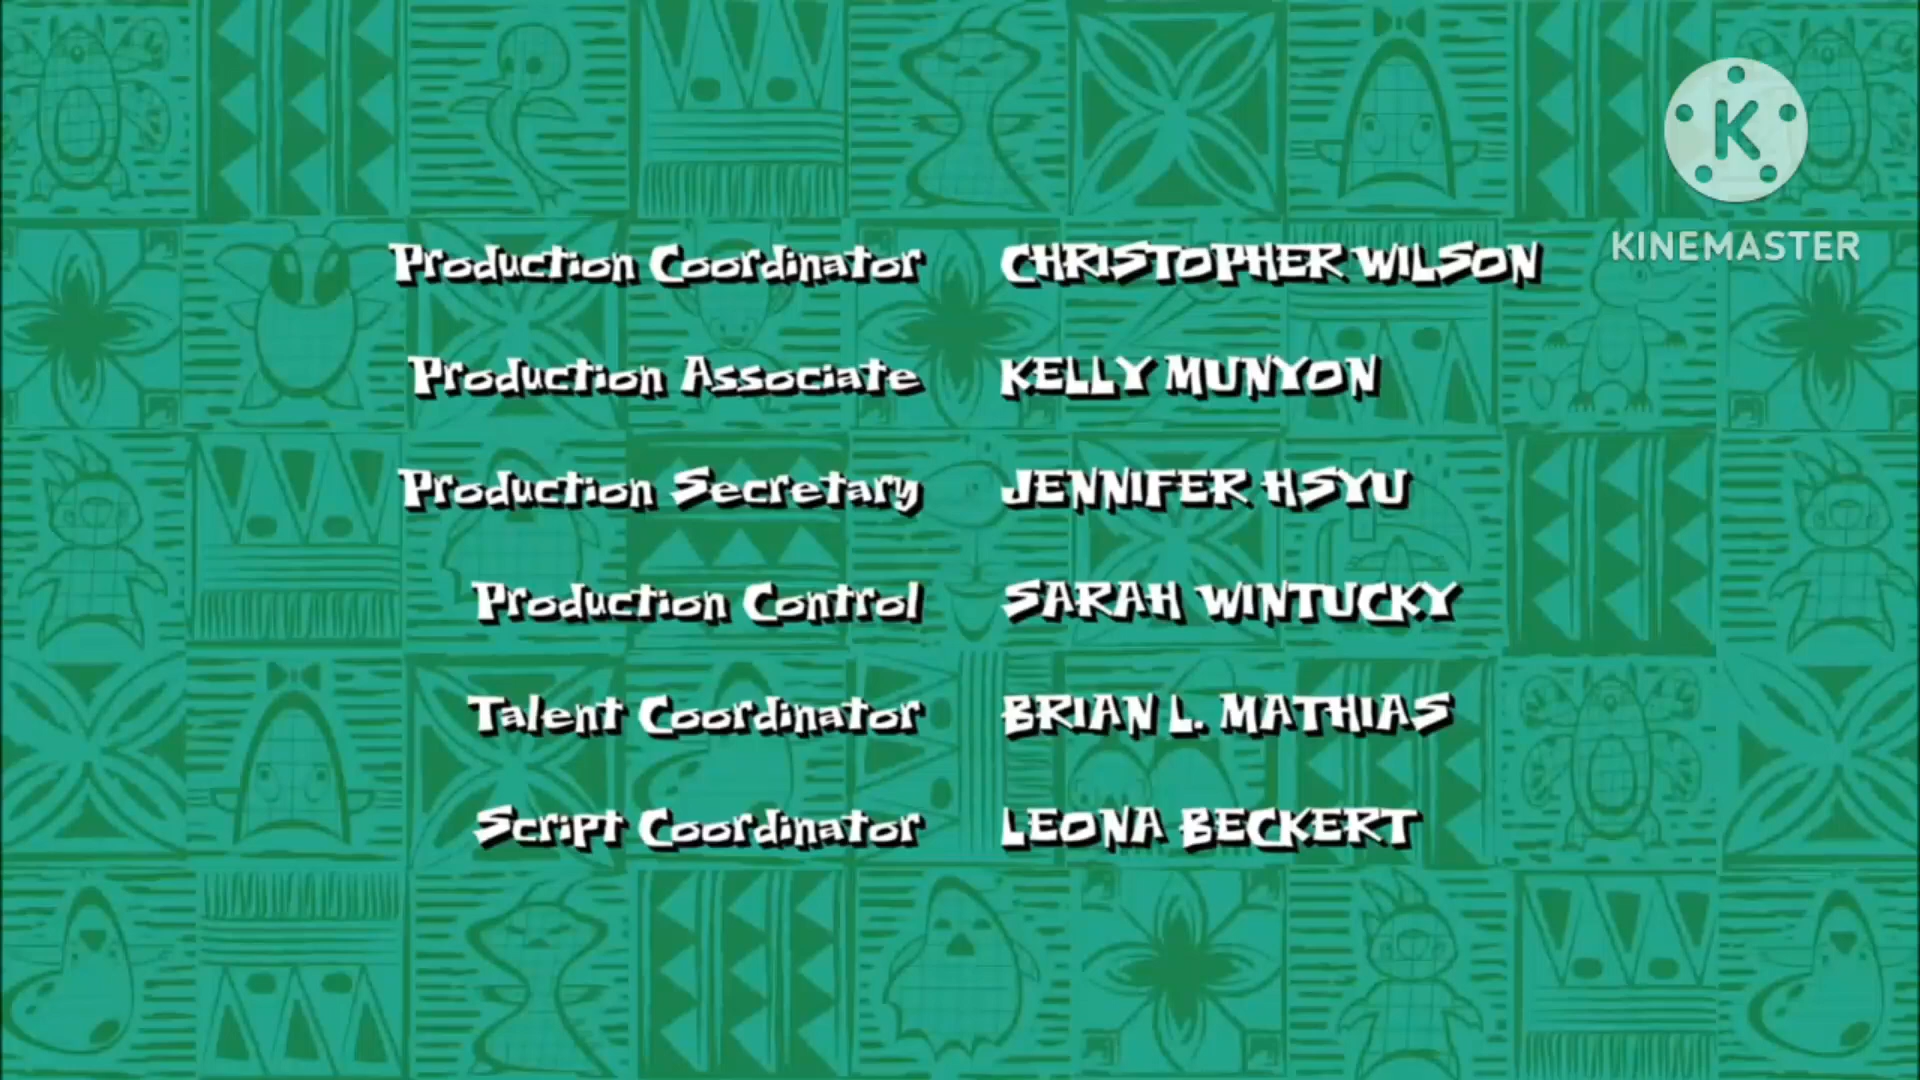 Production Coordinator CHRISTOPHER WILSON
KINEMASTER
Production Associate KELLY MUNYON
Production Secretary JENNIFER HSYU
Production Control SARAH WINTUCKY
Talent Coordinator BRIAN L. MATHIAS
Script Coordinator LEONA BECKERT